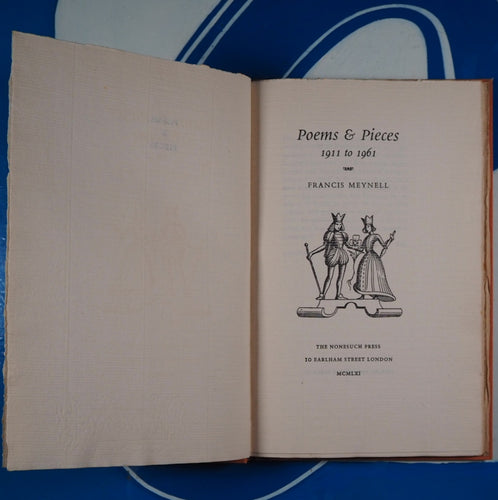 Poems & Pieces
1911 to 1961
FRANCIS MEYNELL
THE NONESUCH PRESS
10 EARLHAM STREET LONDON
MCMLXI